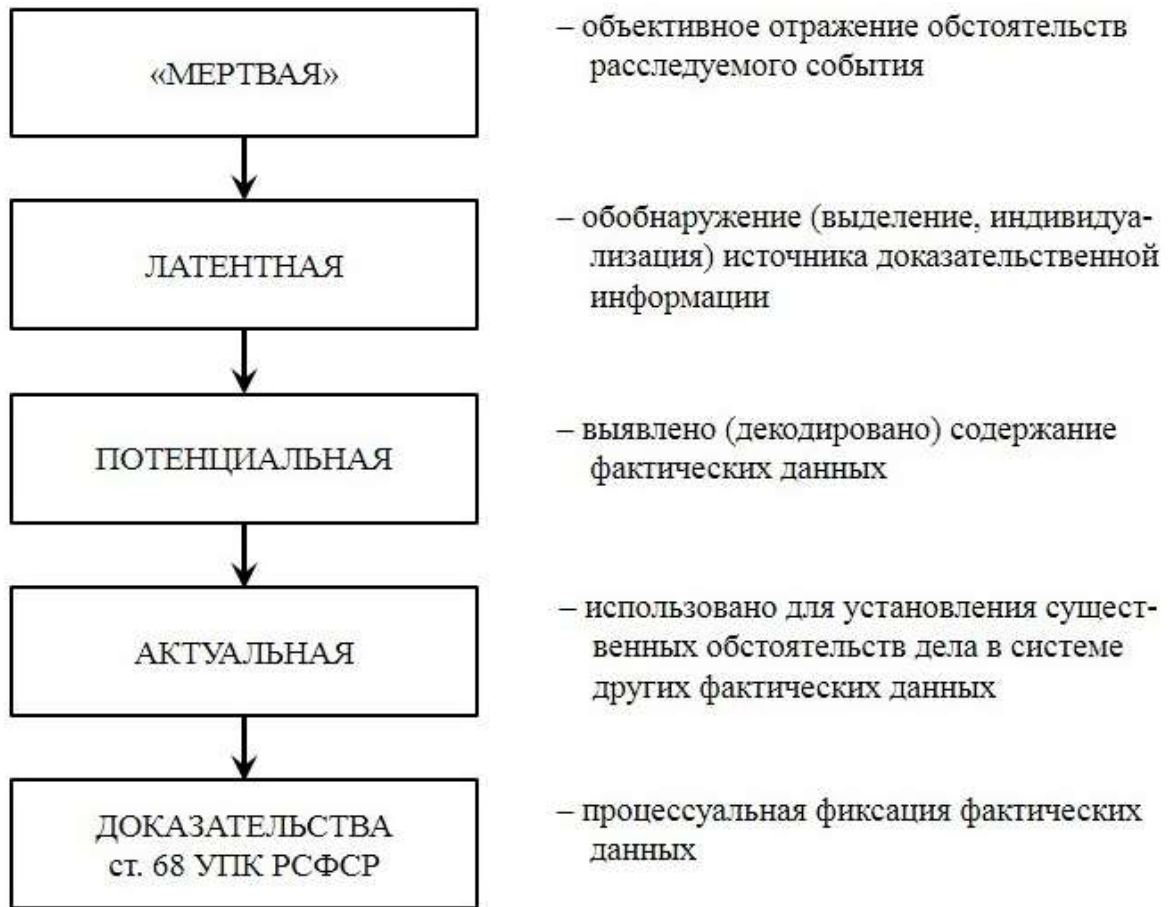 «МЕРТВАЯ»
– объективное отражение обстоятельств
расследуемого события
ЛАТЕНТНАЯ
– обобнаружение (выделение, индивидуа-
лизация) источника доказательственной
информации
ПОТЕНЦИАЛЬНАЯ
– выявлено (декодировано) содержание
фактических данных
АКТУАЛЬНАЯ
– использовано для установления сущест-
венных обстоятельств дела в системе
других фактических данных
ДОКАЗАТЕЛЬСТВА
ст. 68 УПК РСФСР
– процессуальная фиксация фактических
данных